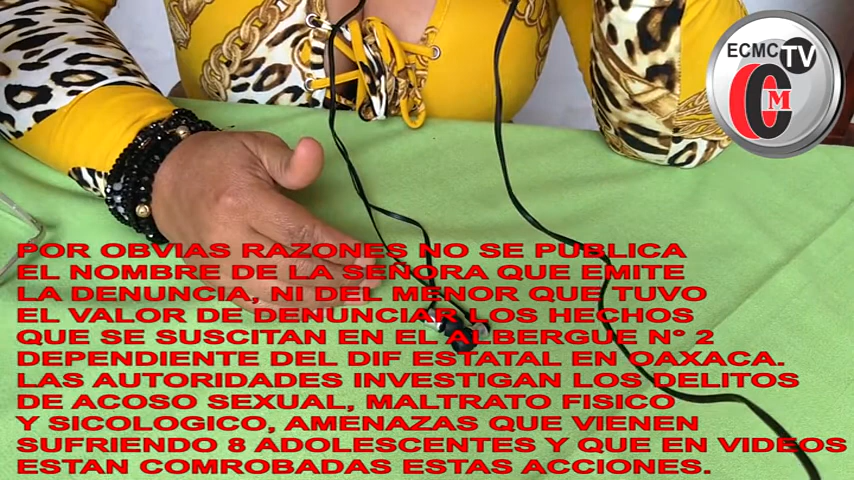 ECMC TV
CM
POR OBVIAS RAZONES NO SE PUBLICA
EL NOMBRE DE LA SEÑORA QUE EMITE
LA DENUNCIA, NI DEL MENOR QUE TUVO
EL VALOR DE DENUNCIAR LOS HECHOS
QUE SE SUSCITAN EN EL ALBERGUE N° 2
DEPENDIENTE DEL DIF ESTATAL EN OAXACA.
LAS AUTORIDADES INVESTIGAN LOS DELITOS
DE ACOSO SEXUAL, MALTRATO FISICO
Y SICOLOGICO, AMENAZAS QUE VIENEN
SUFRIENDO 8 ADOLESCENTES Y QUE EN VIDEOS
ESTAN COMROBADAS ESTAS ACCIONES.